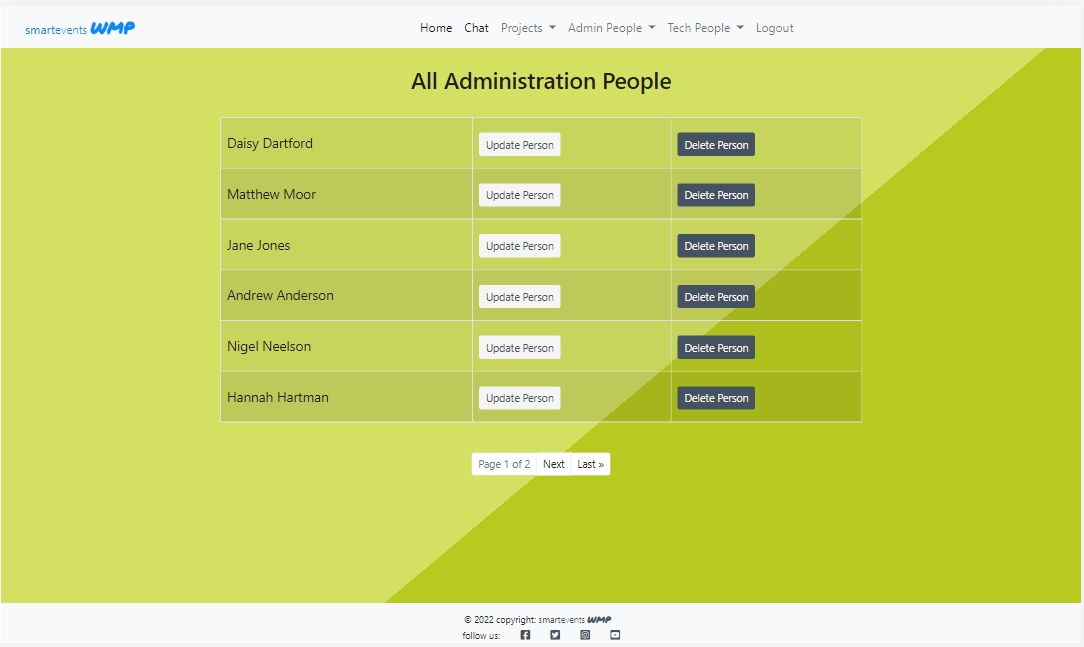 smartevents WMP Home Chat Projects Admin People Tech People Logout
All Administration People
Daisy Dartford Update Person Delete Person
Matthew Moor Update Person Delete Person
Jane Jones Update Person Delete Person
Andrew Anderson Update Person Delete Person
Nigel Neelson Update Person Delete Person
Hannah Hartman Update Person Delete Person
Page 1 of 2 Next Last »
© 2022 copyright: smartevents WMP
follow us: